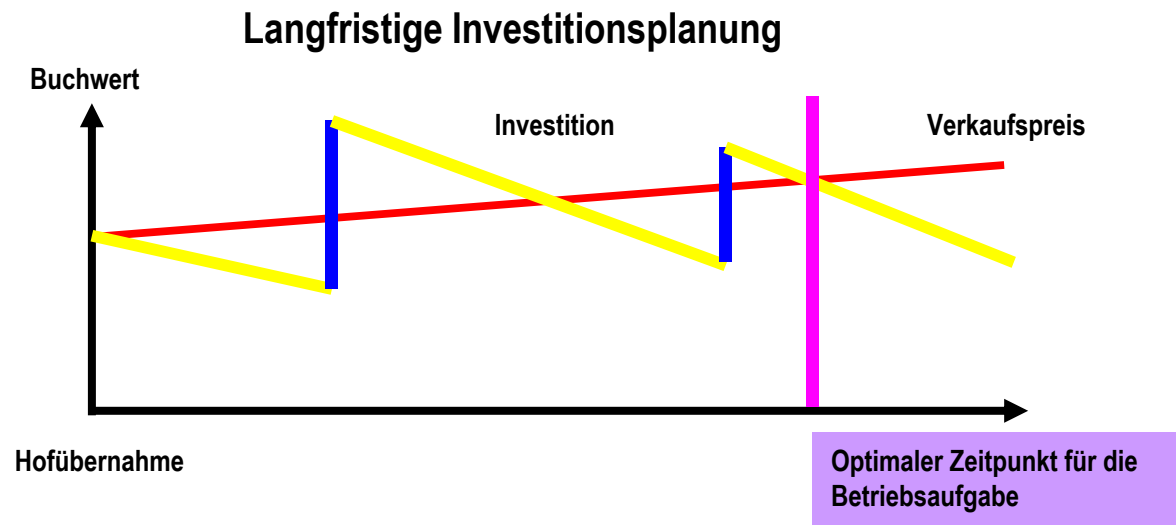 Langfristige Investitionsplanung
Buchwert
Investition
Verkaufspreis
Hofübernahme
Optimaler Zeitpunkt für die
Betriebsaufgabe